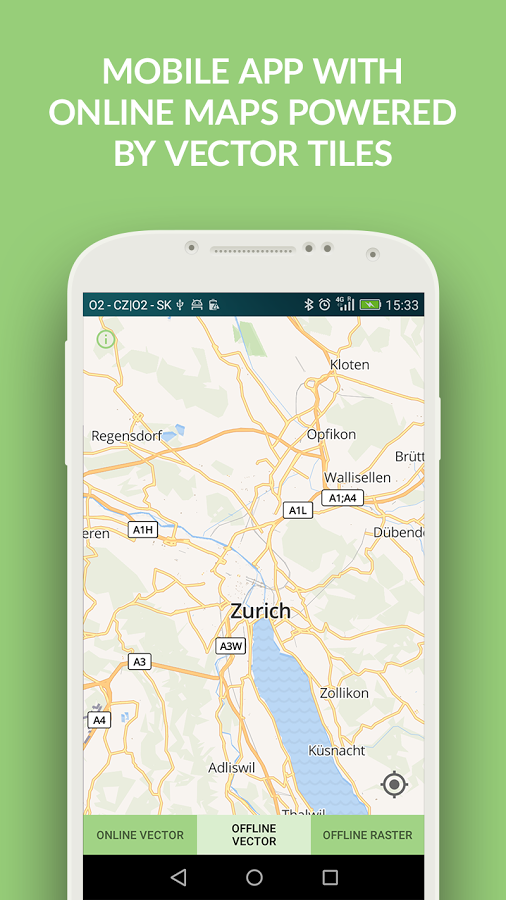 MOBILE APP WITH
ONLINE MAPS POWERED
BY VECTOR TILES
O2 - CZ|O2 - SK
4G
R
15:33
Kloten
Regensdorf
Opfikon
Brütt
Wallisellen
A1;A4
A1L
eren
A1H
Dübend
Zurich
A3W
A3
Zollikon
A4
Küsnacht
Adliswil
Thalwil
ONLINE VECTOR
OFFLINE
VECTOR
OFFLINE RASTER